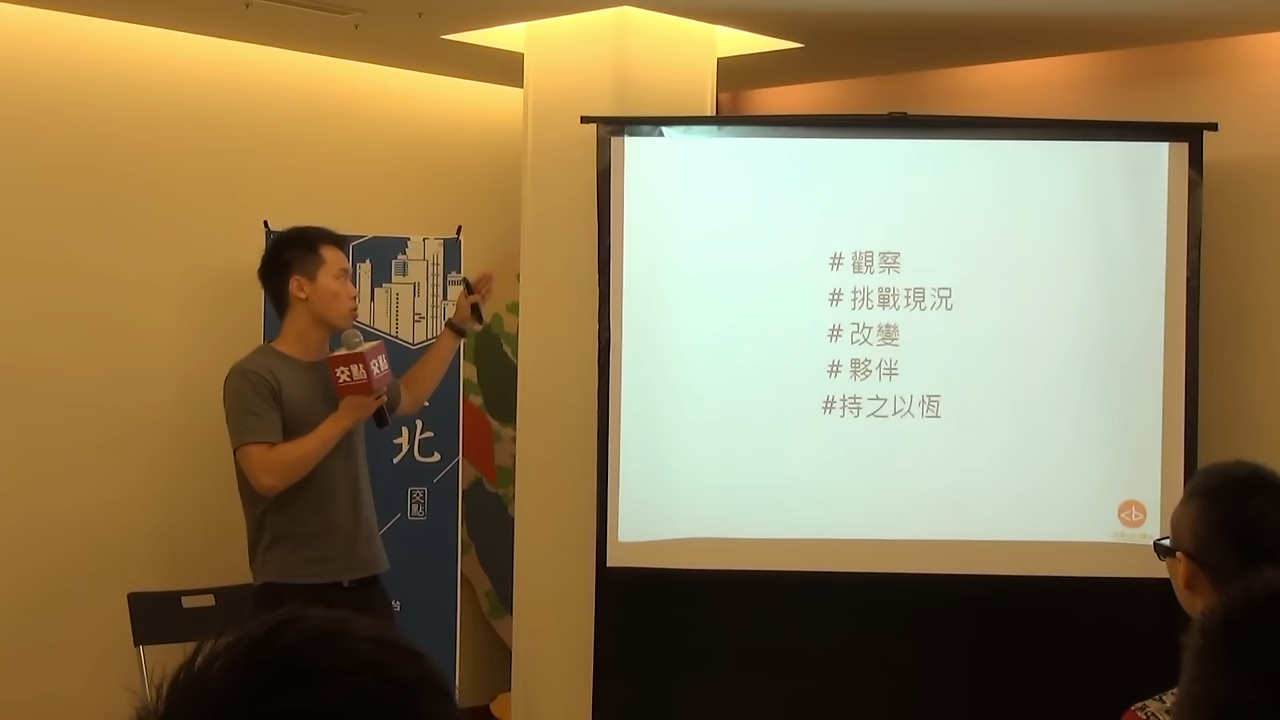 # 觀察
# 挑戰現況
# 改變
# 夥伴
#持之以恆
<b>
交點 交點
北
交點
台